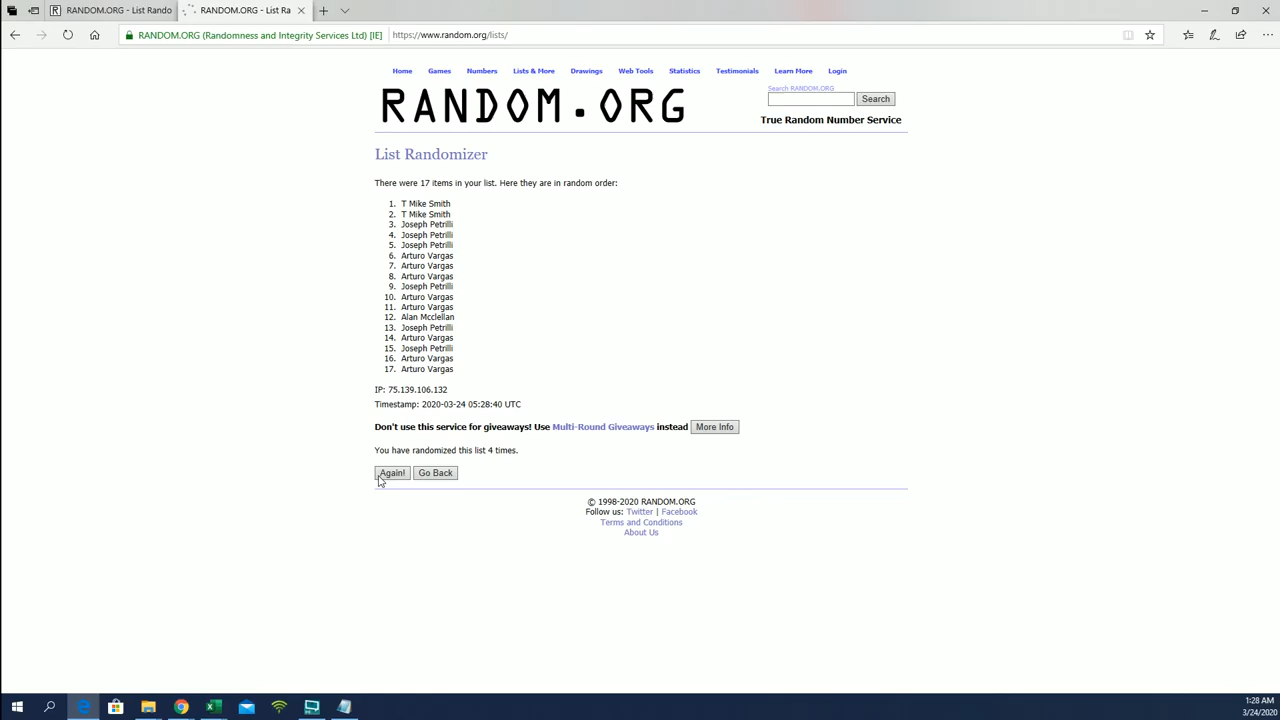 RANDOM.ORG - List Rando
RANDOM.ORG - List Ra
RANDOM.ORG (Randomness and Integrity Services Ltd) [IE]
https://www.random.org/lists/
Home Games Numbers Lists & More Drawings Web Tools Statistics Testimonials Learn More Login
Search RANDOM.ORG
RANDOM.ORG
Search
True Random Number Service
List Randomizer
There were 17 items in your list. Here they are in random order:
1. T Mike Smith
2. T Mike Smith
3. Joseph Petrilli
4. Joseph Petrilli
5. Joseph Petrilli
6. Arturo Vargas
7. Arturo Vargas
8. Arturo Vargas
9. Joseph Petrilli
10. Arturo Vargas
11. Arturo Vargas
12. Alan Mcclellan
13. Joseph Petrilli
14. Arturo Vargas
15. Joseph Petrilli
16. Arturo Vargas
17. Arturo Vargas
IP: 75.139.106.132
Timestamp: 2020-03-24 05:28:40 UTC
Don't use this service for giveaways! Use Multi-Round Giveaways instead More Info
You have randomized this list 4 times.
Again! Go Back
© 1998-2020 RANDOM.ORG
Follow us: Twitter | Facebook
Terms and Conditions
About Us
1:28 AM
3/24/2020